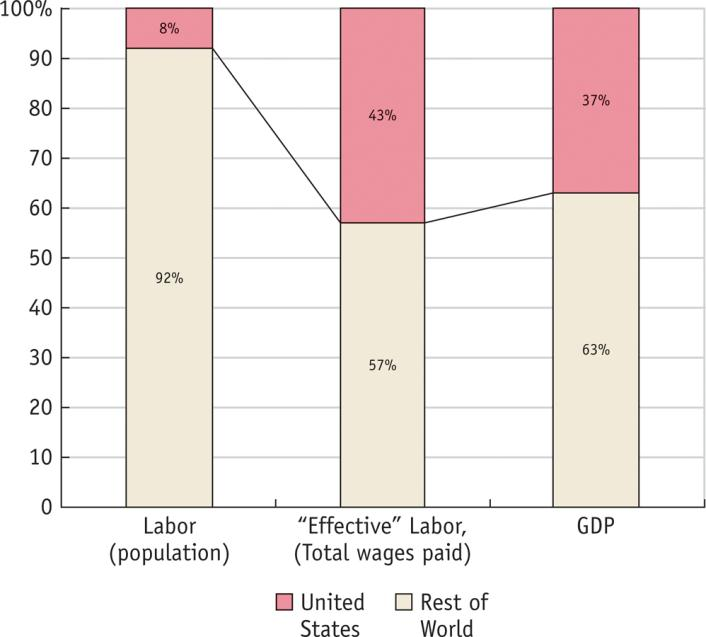 100%
90
80
70
60
50
40
30
20
10
0
8%
92%
43%
57%
37%
63%
Labor
(population)
“Effective” Labor,
(Total wages paid)
GDP
United
States
Rest of
World